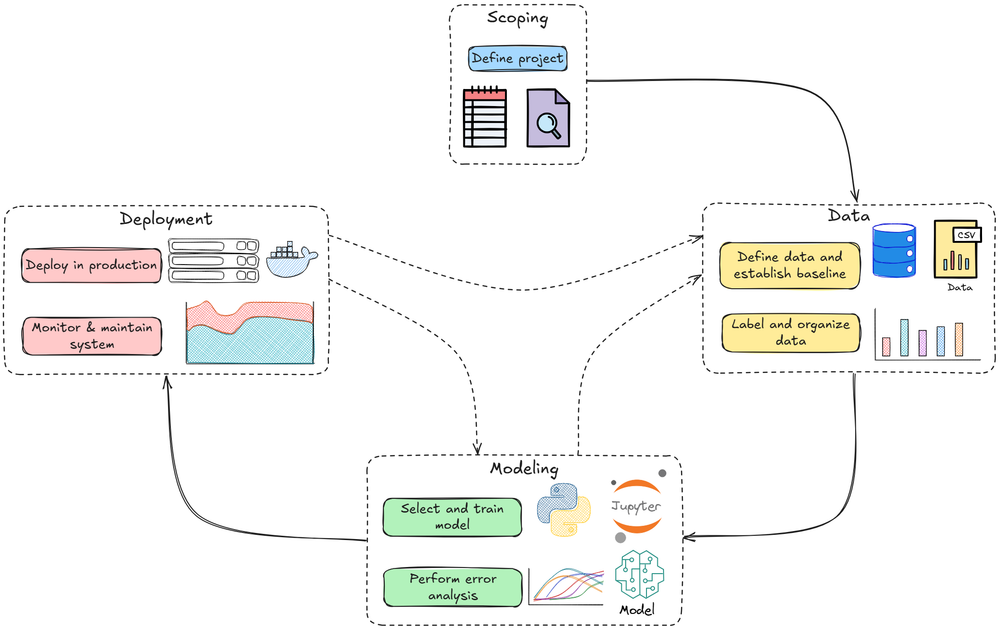 Scoping
Define project
Deployment
Deploy in production
Monitor & maintain
system
Data
Define data and
establish baseline
CSV
Data
Label and organize
data
Modeling
Select and train
model
Jupyter
Perform error
analysis
Model